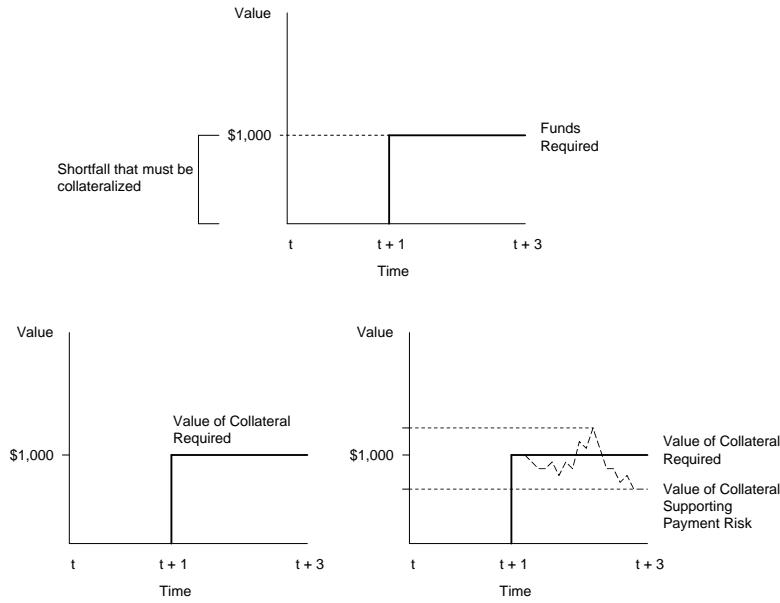 Value
$1,000
Funds
Required
Shortfall that must be
collateralized
t
t + 1
t + 3
Time
Value
Value of Collateral
Required
$1,000
t
t + 1
t + 3
Time
Value
$1,000
Value of Collateral
Required
Value of Collateral
Supporting
Payment Risk
t
t + 1
t + 3
Time